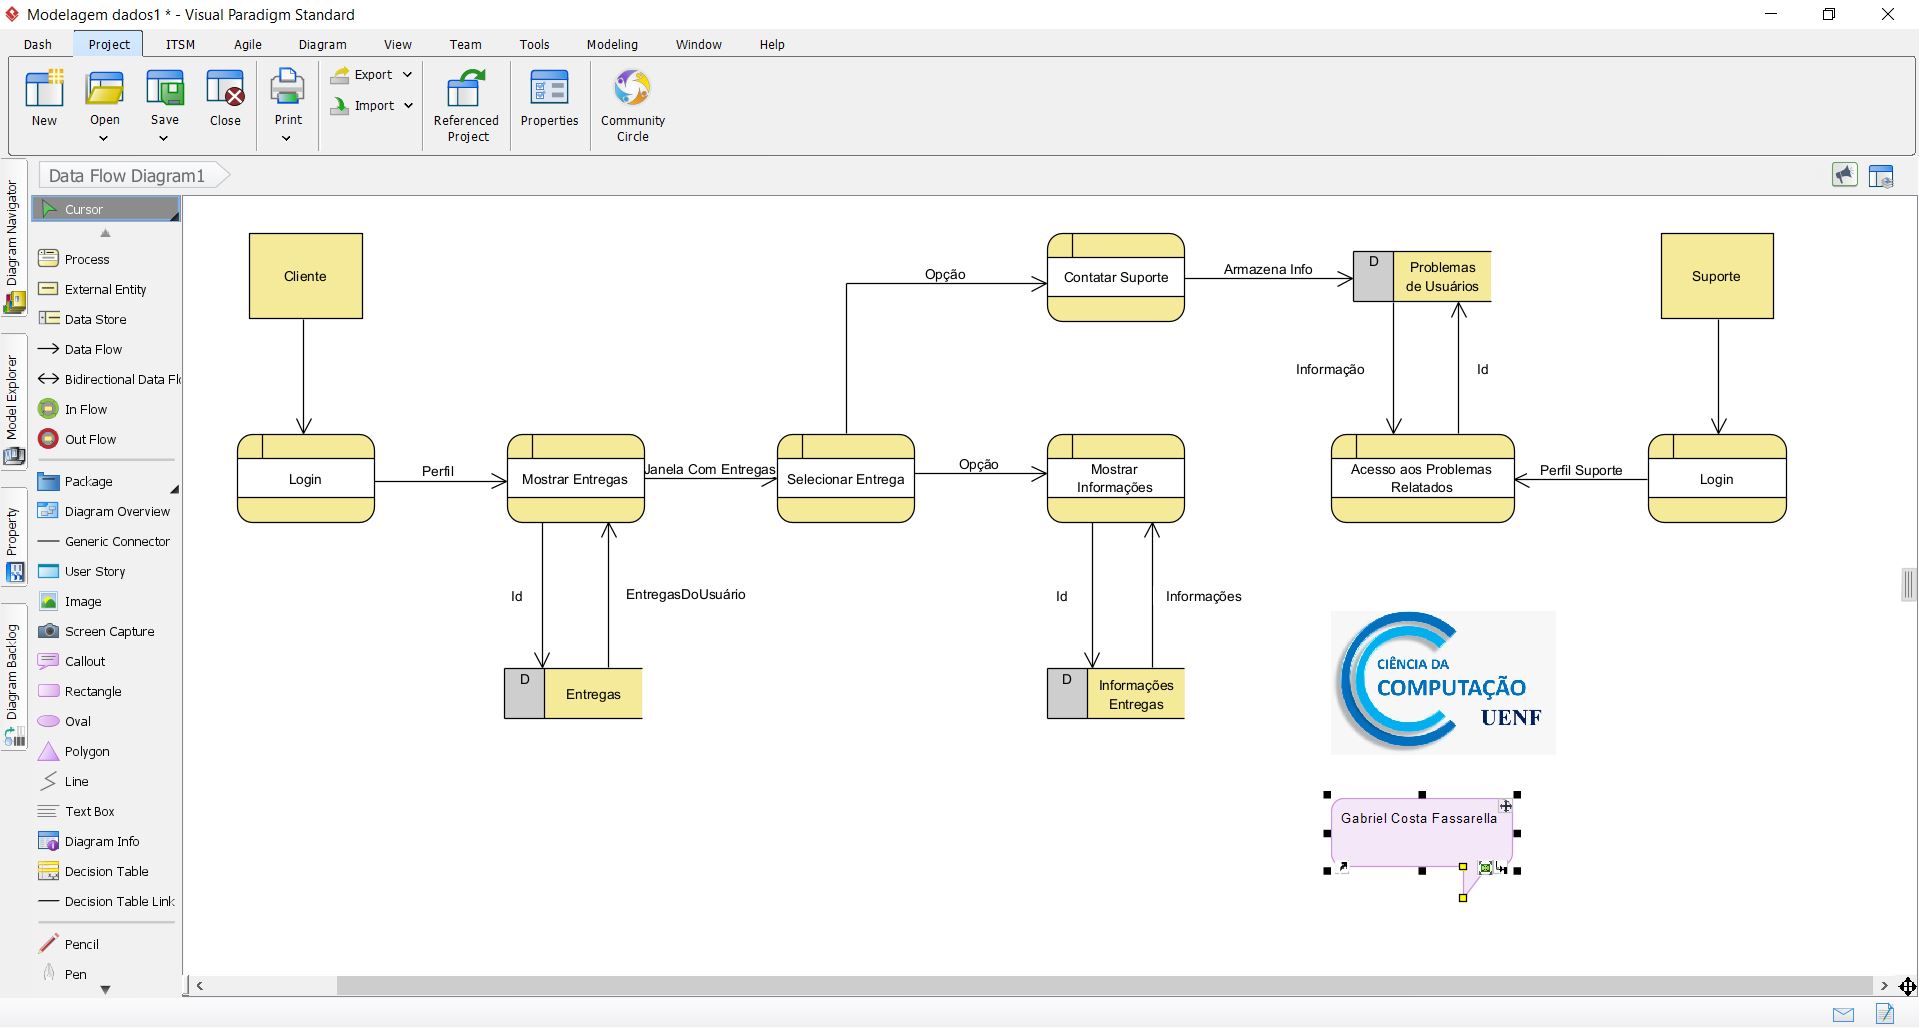 Modelagem dados1 * - Visual Paradigm Standard
Dash Project ITSM Agile Diagram View Team Tools Modeling Window Help
New
Open
Save
Close
Print
Export
Import
Referenced
Project
Properties
Community
Circle
Data Flow Diagram1
Diagram Navigator
Model Explorer
Property
Diagram Backlog
Cursor
Process
External Entity
Data Store
Data Flow
Bidirectional Data Fl
In Flow
Out Flow
Package
Diagram Overview
Generic Connector
User Story
Image
Screen Capture
Callout
Rectangle
Oval
Polygon
Line
Text Box
Diagram Info
Decision Table
Decision Table Link
Pencil
Pen
Cliente
Opção
Contatar Suporte
Armazena Info
D
Problemas
de Usuários
Suporte
Informação
Id
Login
Perfil
Mostrar Entregas
Janela Com Entregas
Selecionar Entrega
Opção
Mostrar
Informações
Acesso aos Problemas
Relatados
Perfil Suporte
Login
Id
EntregasDoUsuário
Id
Informações
D
Entregas
D
Informações
Entregas
CIÊNCIA DA
COMPUTAÇÃO
UENF
Gabriel Costa Fassarella